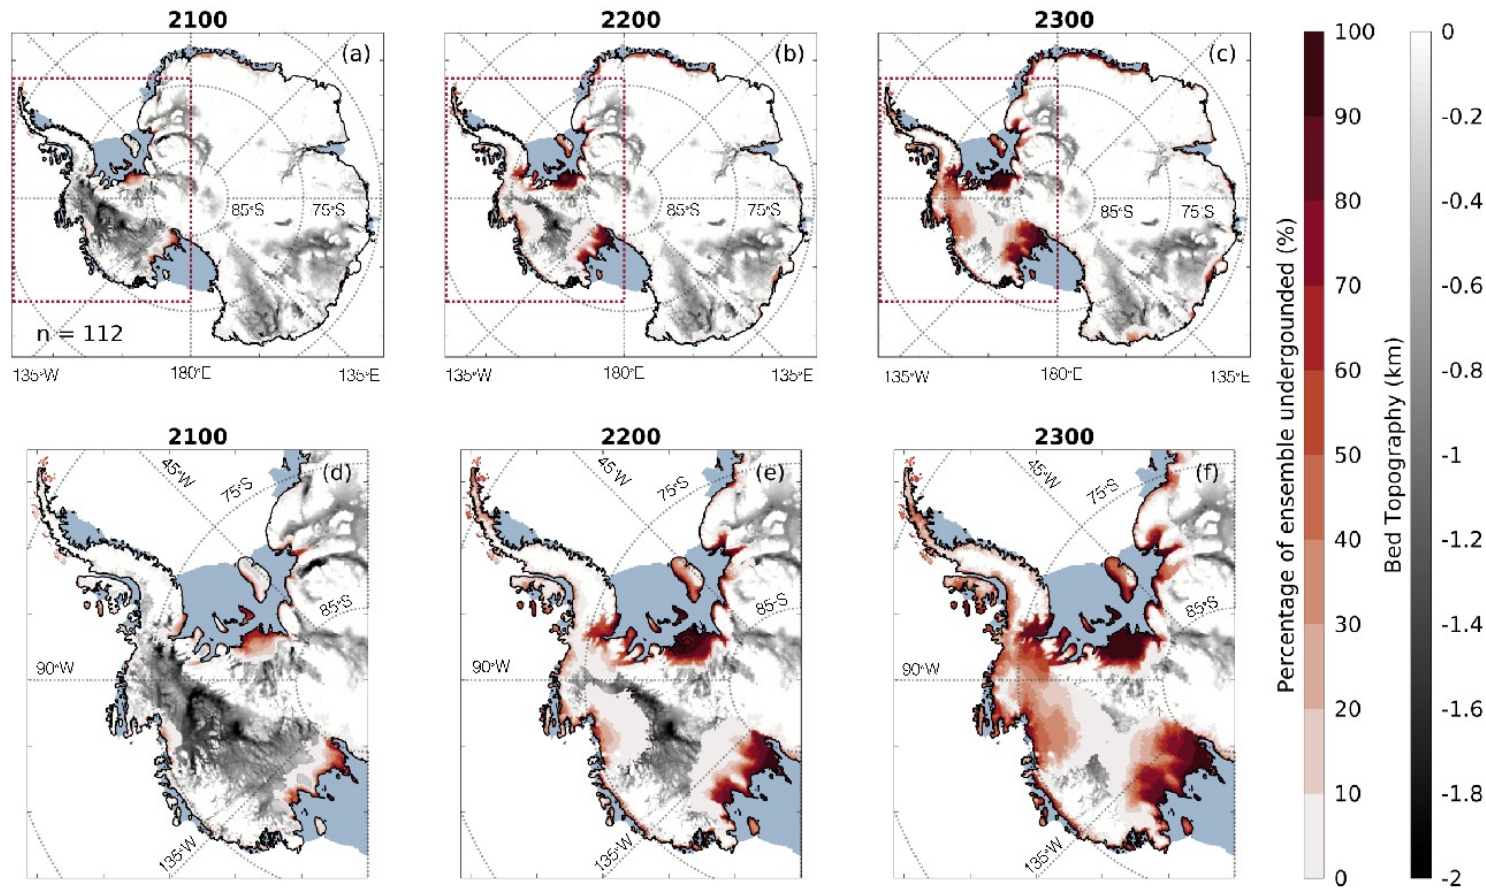 2100
2200
2300
(a)
(b)
(c)
85°S
75°S
85°S
75°S
85°S
75°S
n = 112
135°W
180°E
135°E
135°W
180°E
135°E
135°W
180°E
135°E
2100
2200
2300
(d)
(e)
(f)
45°W
75°S
85°S
90°W
135°W
45°W
75°S
85°S
90°W
135°W
45°W
75°S
85°S
90°W
135°W
Percentage of ensemble undergounded (%)
100
90
80
70
60
50
40
30
20
10
0
Bed Topography (km)
0
-0.2
-0.4
-0.6
-0.8
-1
-1.2
-1.4
-1.6
-1.8
-2